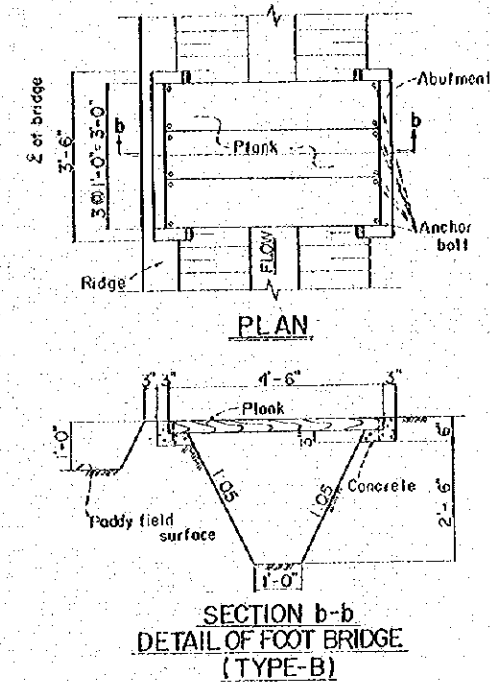 Abutment
b
b
Plank
℄ of bridge
3'-6"
3@1'-0"=3'-0"
Anchor
bolt
Ridge
FLOW
PLAN
3"
3"
4'-6"
3"
Plank
1'-0"
6"
Concrete
1:0.5
1:0.5
2'-6"
Paddy field
surface
1'-0"
SECTION b-b
DETAIL OF FOOT BRIDGE
(TYPE-B)